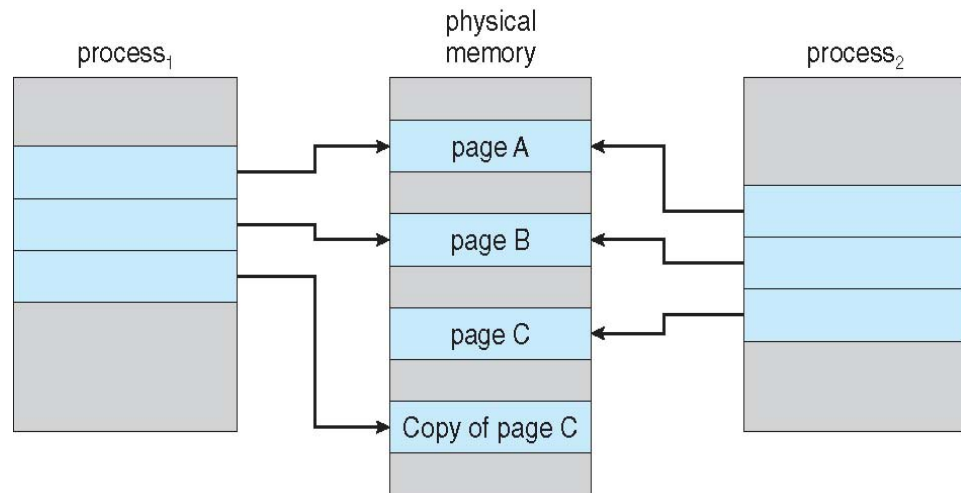 process₁
physical
memory
process₂
page A
page B
page C
Copy of page C